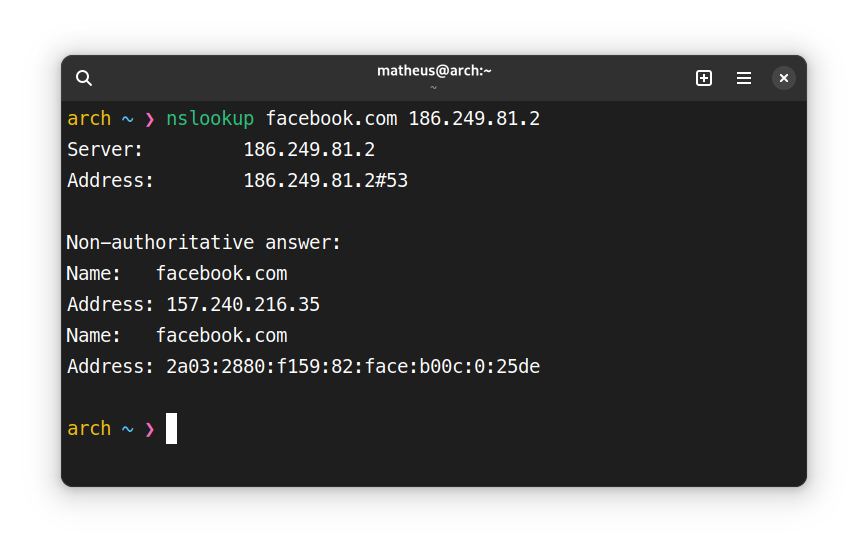 matheus@arch:~
~
arch ~ ❯ nslookup facebook.com 186.249.81.2
Server:         186.249.81.2
Address:        186.249.81.2#53
Non-authoritative answer:
Name:   facebook.com
Address: 157.240.216.35
Name:   facebook.com
Address: 2a03:2880:f159:82:face:b00c:0:25de
arch ~ ❯